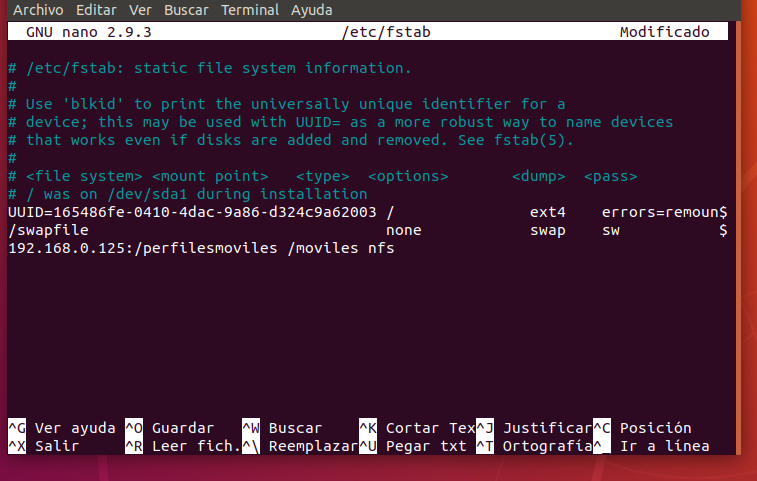 Archivo Editar Ver Buscar Terminal Ayuda
GNU nano 2.9.3 /etc/fstab Modificado
# /etc/fstab: static file system information.
#
# Use 'blkid' to print the universally unique identifier for a
# device; this may be used with UUID= as a more robust way to name devices
# that works even if disks are added and removed. See fstab(5).
#
# <file system> <mount point>   <type>  <options>       <dump>  <pass>
# / was on /dev/sda1 during installation
UUID=165486fe-0410-4dac-9a86-d324c9a62003 /               ext4    errors=remoun$
/swapfile                                 none            swap    sw           $
192.168.0.125:/perfilesmoviles /moviles nfs
^G Ver ayuda ^O Guardar ^W Buscar ^K Cortar Tex^J Justificar^C Posición
^X Salir ^R Leer fich.^\ Reemplazar^U Pegar txt ^T Ortografía^_ Ir a línea